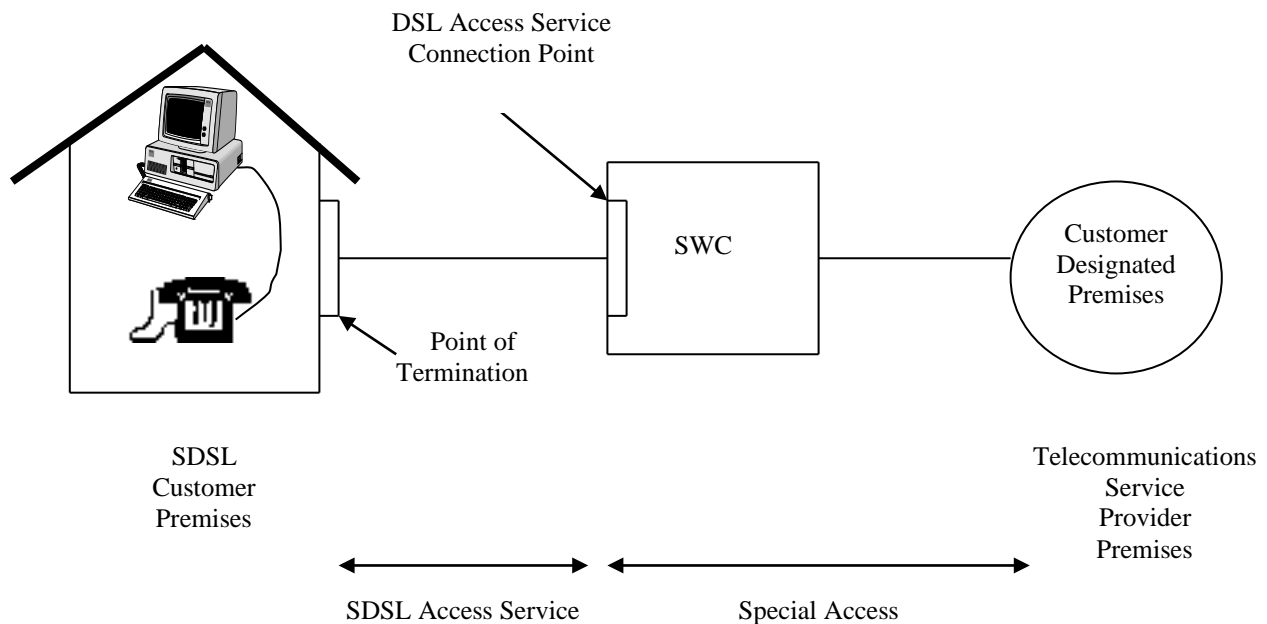 DSL Access Service
Connection Point
SWC
Customer
Designated
Premises
Point of
Termination
SDSL
Customer
Premises
Telecommunications
Service
Provider
Premises
SDSL Access Service
Special Access